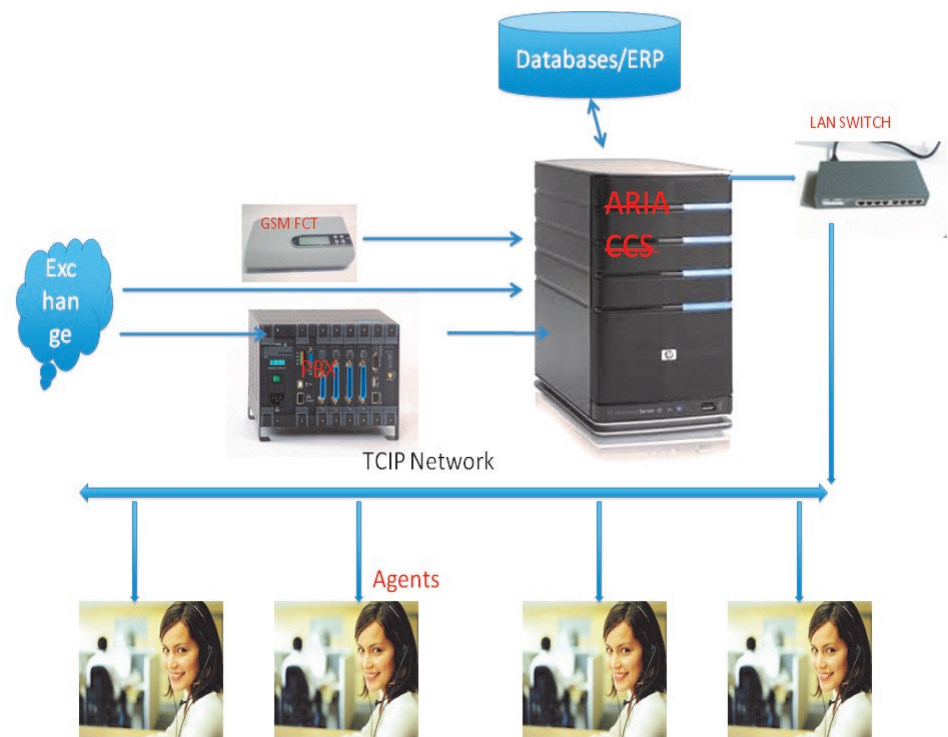 Databases/ERP
LAN SWITCH
ARIA
CCS
GSM FCT
Exc
han
ge
PBX
TCIP Network
Agents